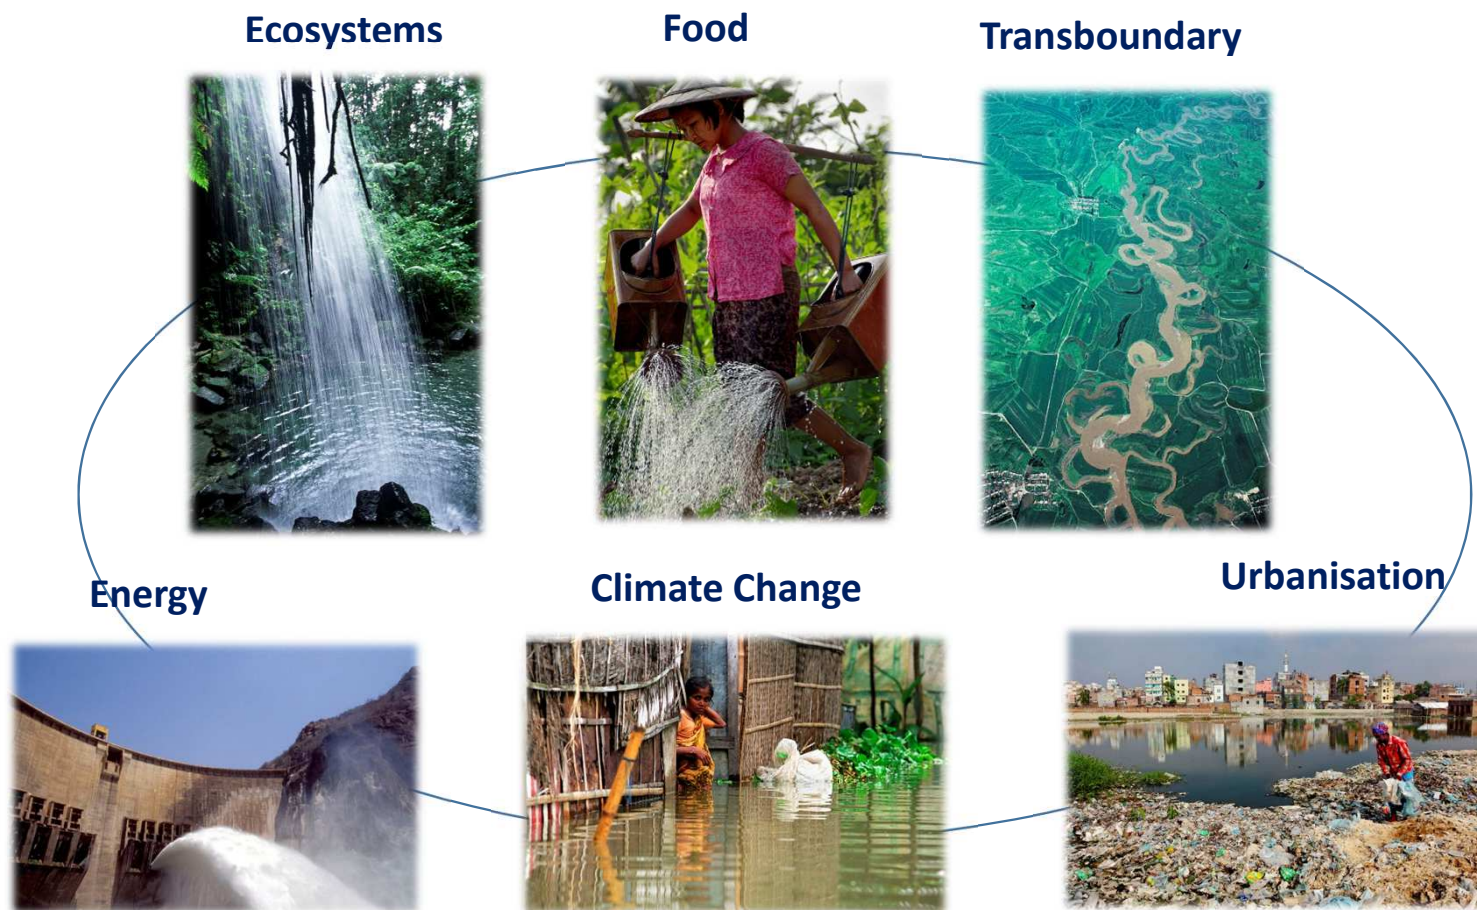 Ecosystems
Food
Transboundary
Energy
Climate Change
Urbanisation